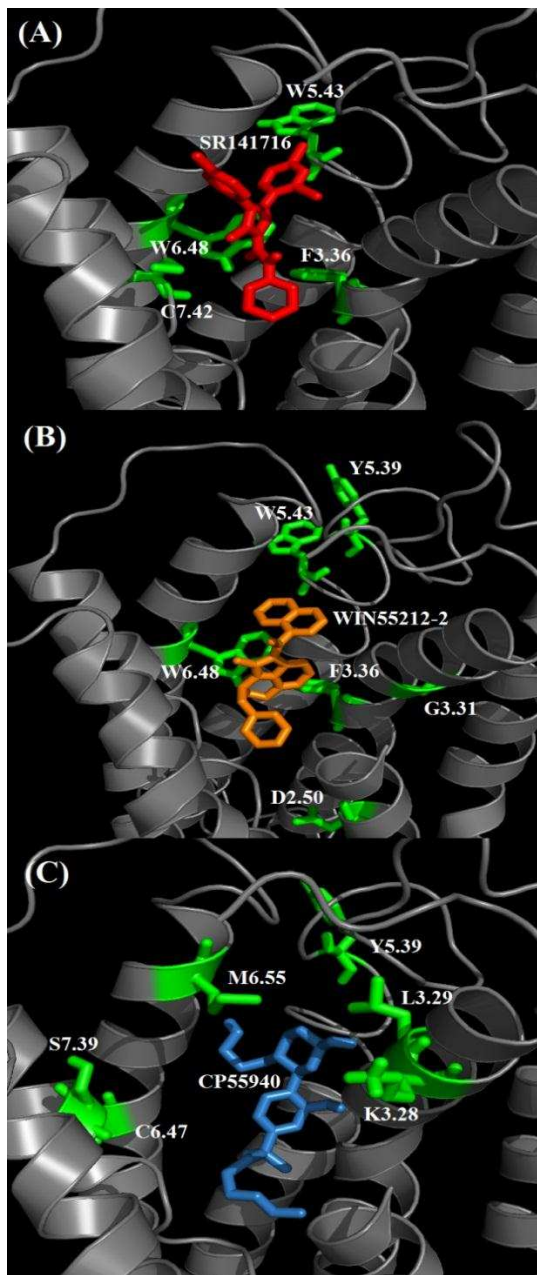 (A)
W5.43
SR141716
W6.48
F3.36
C7.42
(B)
Y5.39
W5.43
WIN55212-2
W6.48
F3.36
G3.31
D2.50
(C)
Y5.39
M6.55
L3.29
S7.39
CP55940
K3.28
C6.47